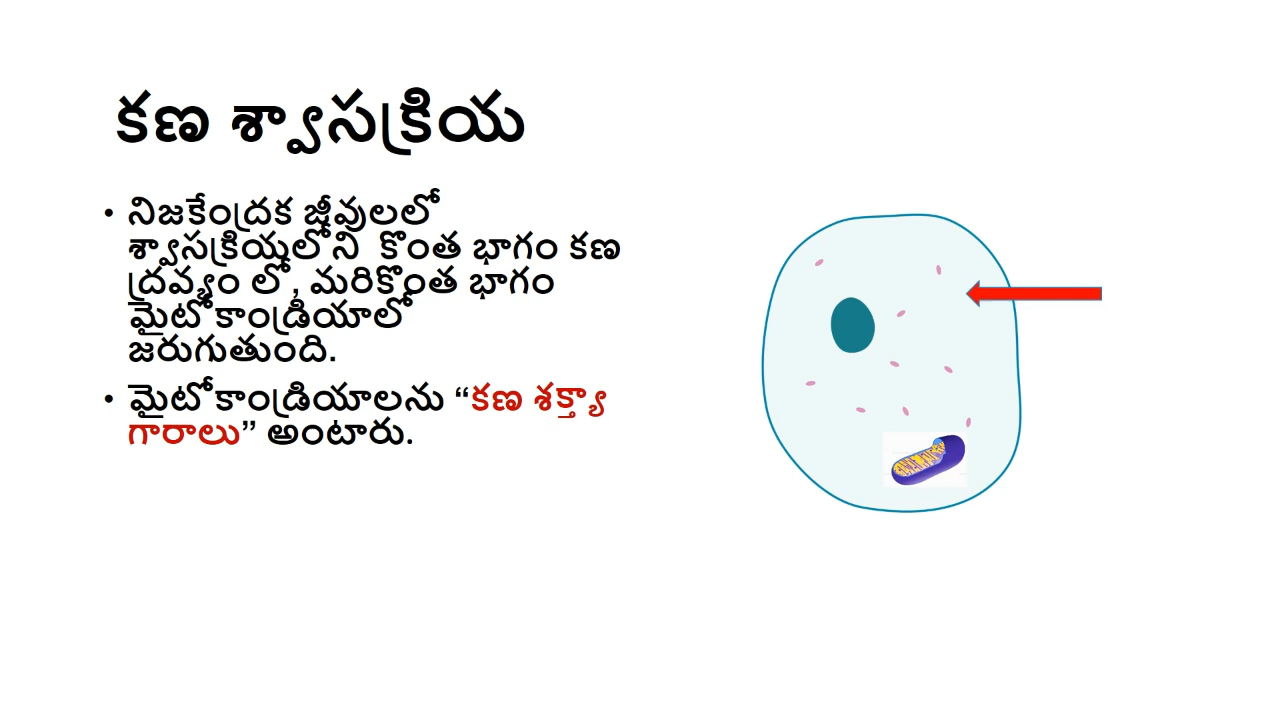 కణ శ్వాసక్రియ
• నిజకేంద్రక జీవులలో
శ్వాసక్రియలోని కొంత భాగం కణ
ద్రవ్యం లో, మరికొంత భాగం
మైటోకాండ్రియాలో
జరుగుతుంది.
• మైటోకాండ్రియాలను “కణ శక్త్యా
గారాలు” అంటారు.